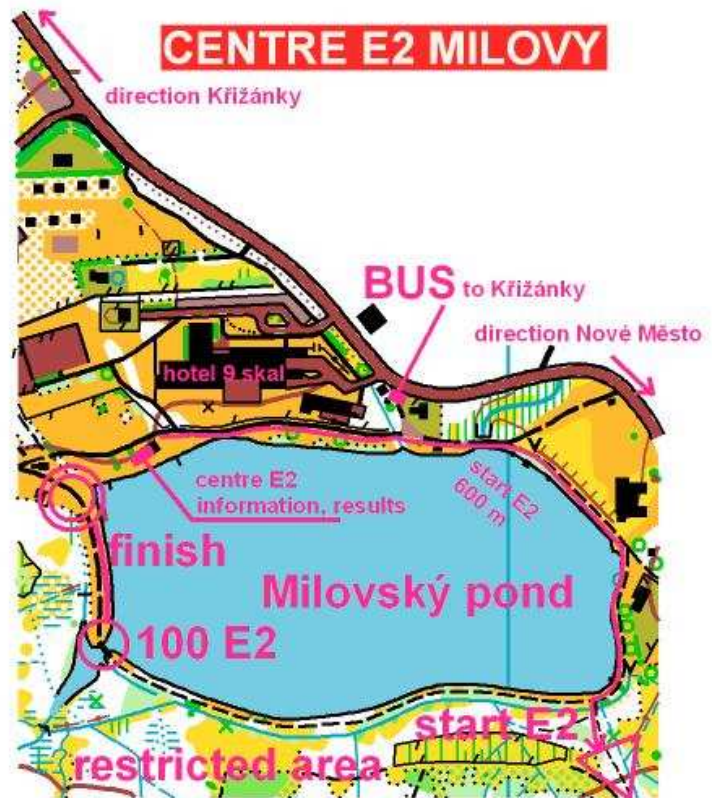 CENTRE E2 MILOVY
direction Křižánky
BUS to Křižánky
direction Nové Město
hotel 9 skal
centre E2
information, results
start E2
600 m
finish
Milovský pond
100 E2
start E2
restricted area